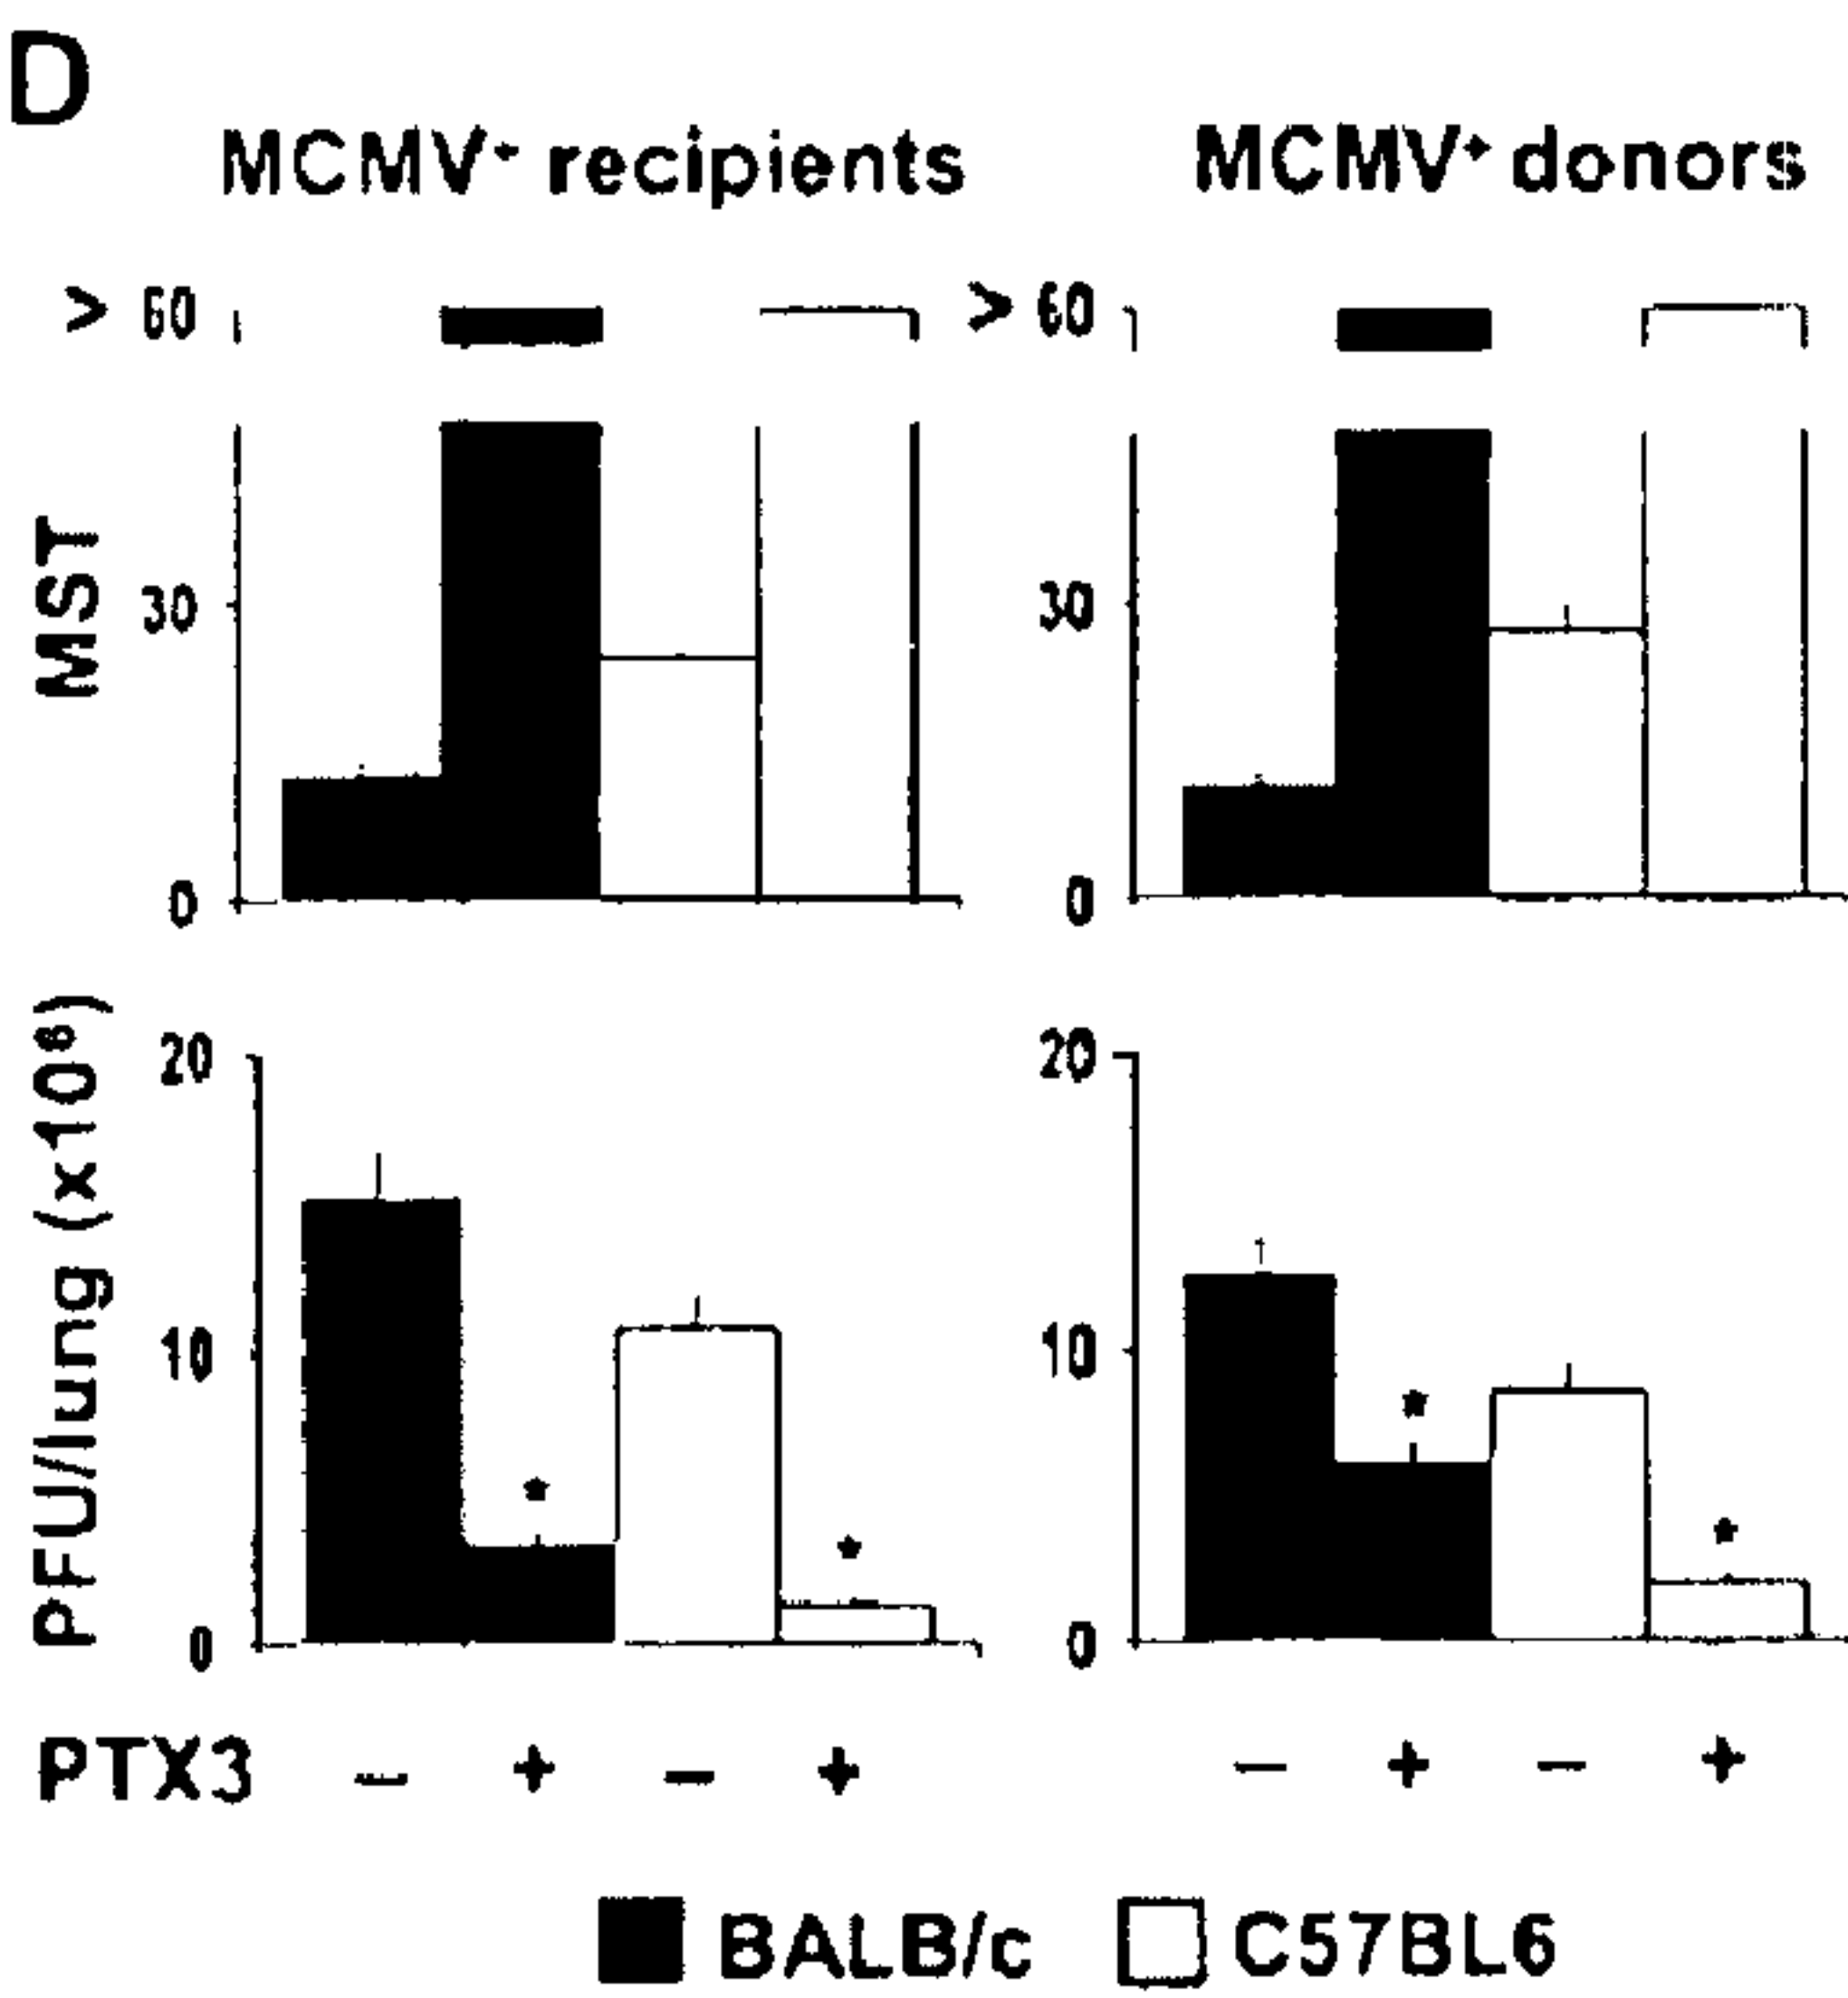 D
MCMV⁺ recipients MCMV⁺ donors
> 60 > 60
MST
30 30
0 0
PFU/lung (x10⁶)
20 20
10 10
0 0
* *
* *
PTX3 − + − + − + − +
BALB/c C57BL6